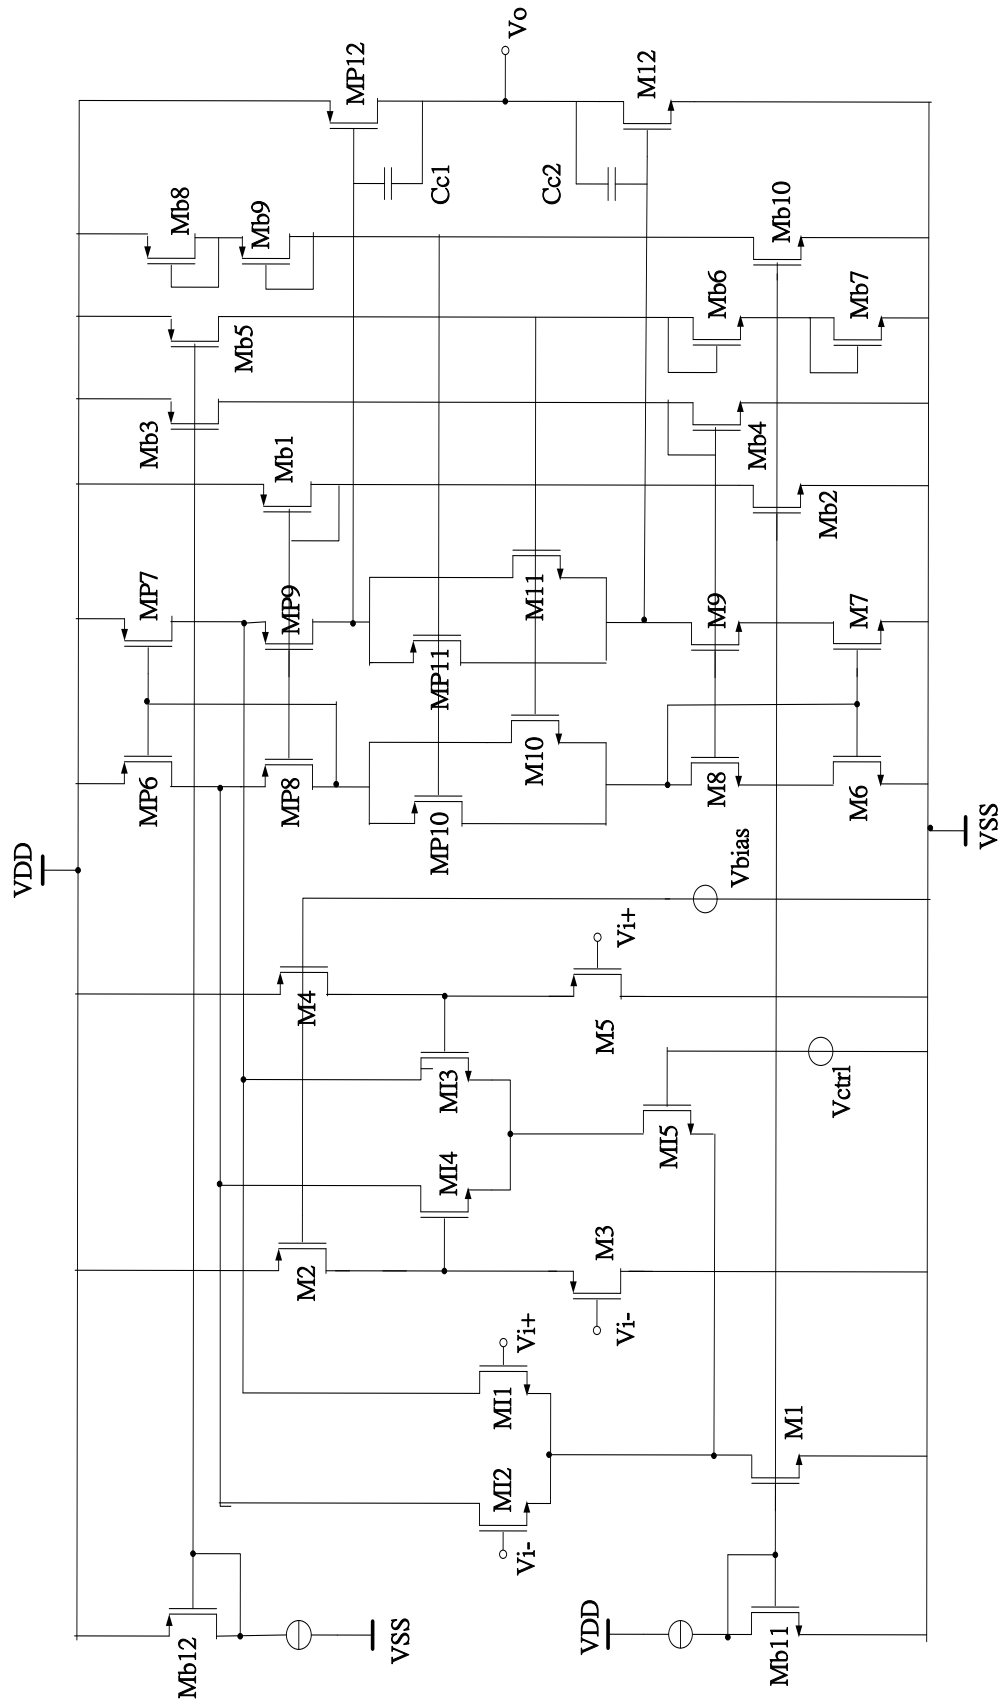 Vo
MP12
M12
Cc1
Cc2
Mb8
Mb9
Mb10
Mb5
Mb6
Mb7
Mb3
Mb4
Mb1
Mb2
MP7
MP9
M11
M9
M7
MP11
MP6
MP8
M10
M8
M6
MP10
VDD
VSS
Vbias
Vi+
M4
M5
MI3
MI5
Vctrl
MI4
M2
M3
Vi-
Vi+
MI1
M1
MI2
Vi-
Mb12
VSS
VDD
Mb11